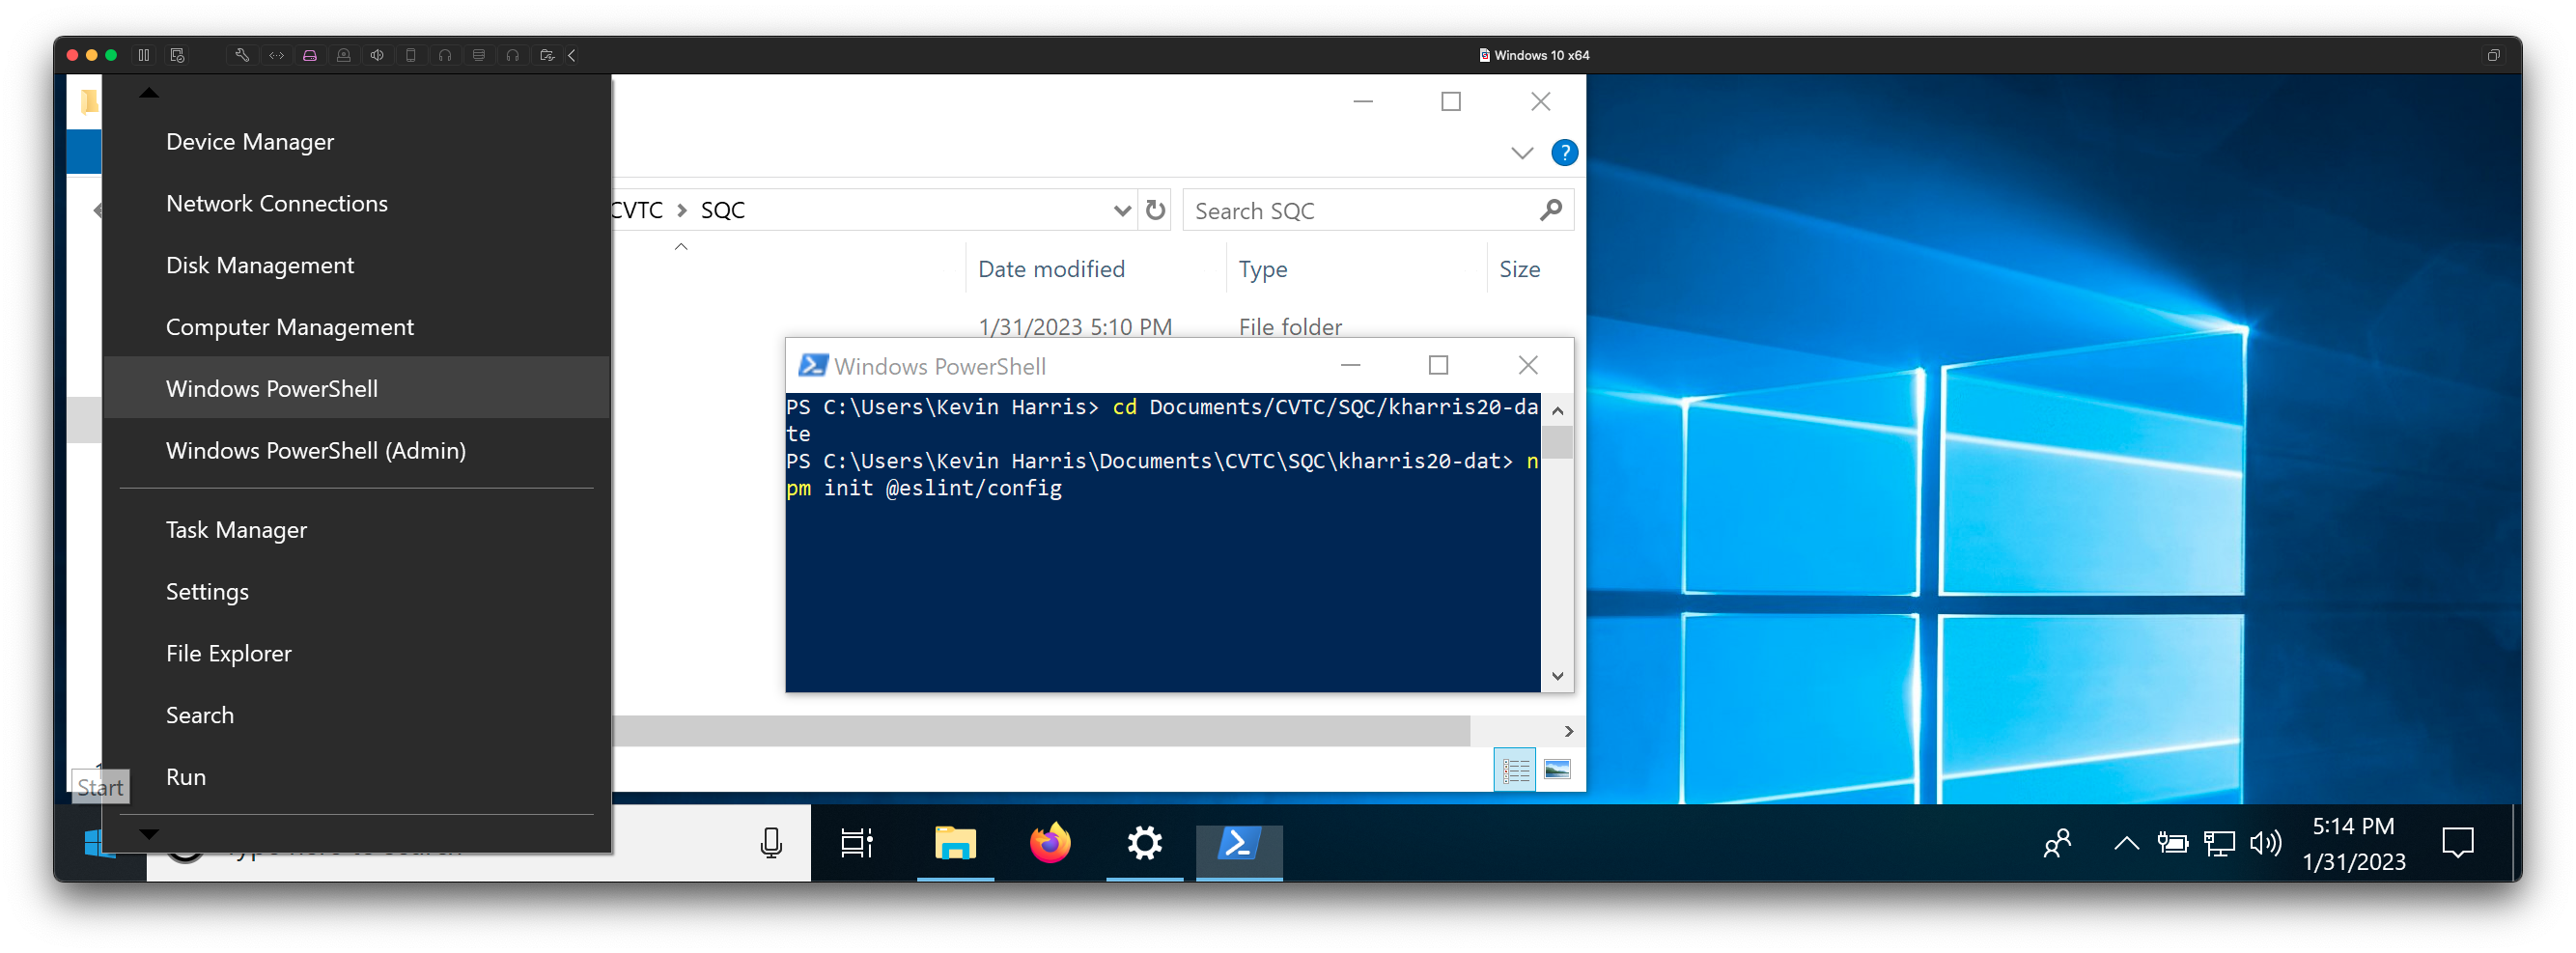 Windows 10 x64
Device Manager
Network Connections
Disk Management
Computer Management
Windows PowerShell
Windows PowerShell (Admin)
Task Manager
Settings
File Explorer
Search
Run
Start
CVTC > SQC
Search SQC
Date modified
Type
Size
1/31/2023 5:10 PM
File folder
Windows PowerShell
PS C:\Users\Kevin Harris> cd Documents/CVTC/SQC/kharris20-da
te
PS C:\Users\Kevin Harris\Documents\CVTC\SQC\kharris20-dat> n
pm init @eslint/config
5:14 PM
1/31/2023